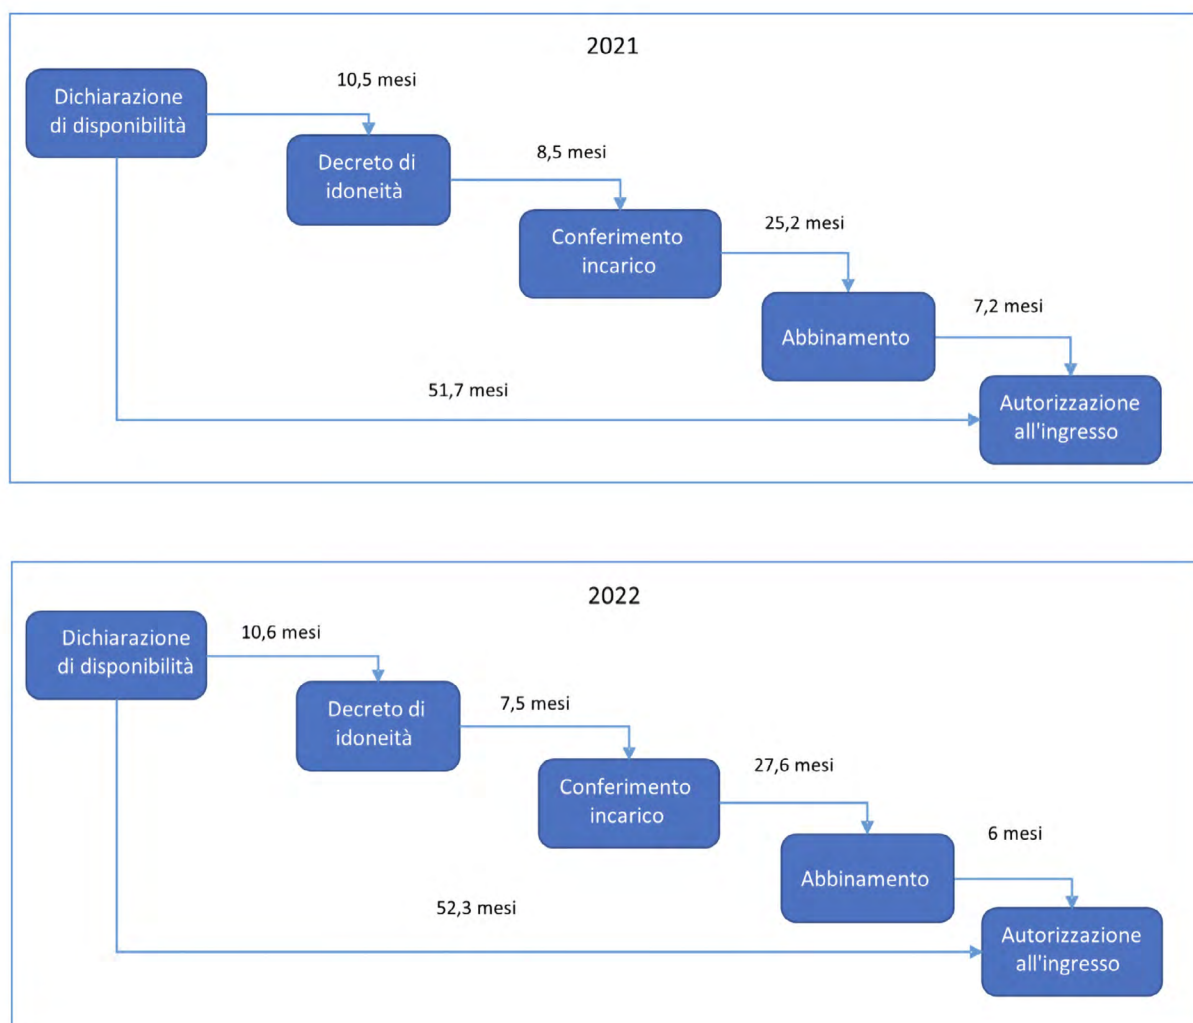 2021
10,5 mesi
Dichiarazione
di disponibilità
8,5 mesi
Decreto di
idoneità
25,2 mesi
Conferimento
incarico
7,2 mesi
Abbinamento
51,7 mesi
Autorizzazione
all'ingresso
2022
10,6 mesi
Dichiarazione
di disponibilità
7,5 mesi
Decreto di
idoneità
27,6 mesi
Conferimento
incarico
6 mesi
Abbinamento
52,3 mesi
Autorizzazione
all'ingresso